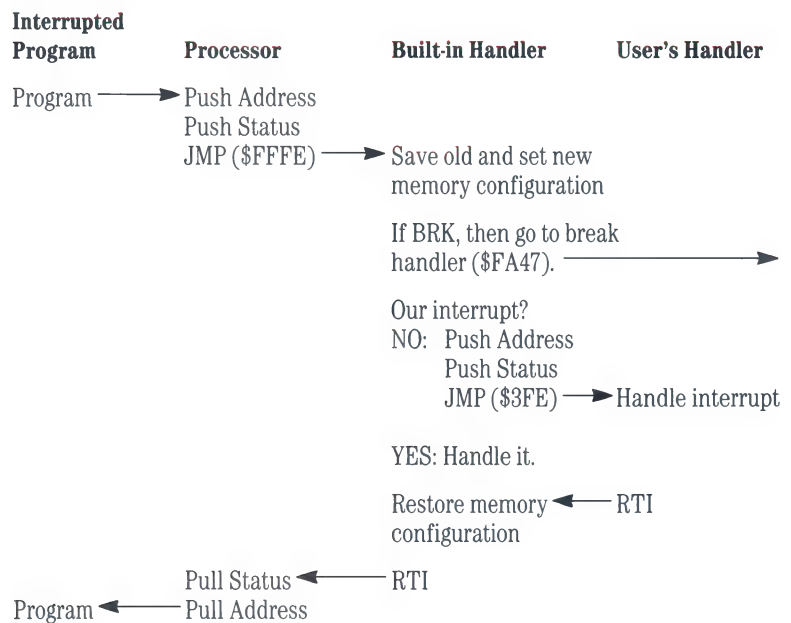 Interrupted
Program Processor Built-in Handler User's Handler
Program Push Address
Push Status
JMP ($FFFE) Save old and set new
memory configuration
If BRK, then go to break
handler ($FA47).
Our interrupt?
NO: Push Address
Push Status
JMP ($3FE) Handle interrupt
YES: Handle it.
Restore memory RTI
configuration
Pull Status RTI
Program Pull Address